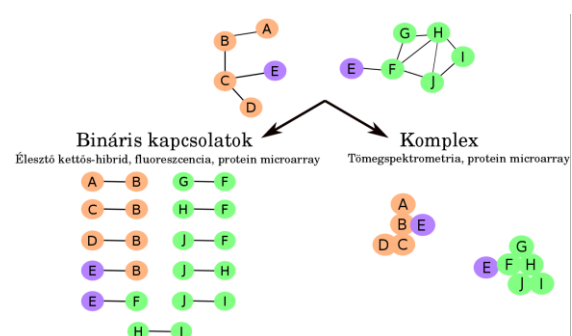 A
B
C
E
D
G
H
I
E
F
J
Bináris kapcsolatok
Élesztő kettős-hibrid, fluoreszcencia, protein microarray
Komplex
Tömegspektrometria, protein microarray
A B G F
C B H F
D B J F
E B J H
E F J I
H I
A
B E
D C
G
E F H
J I